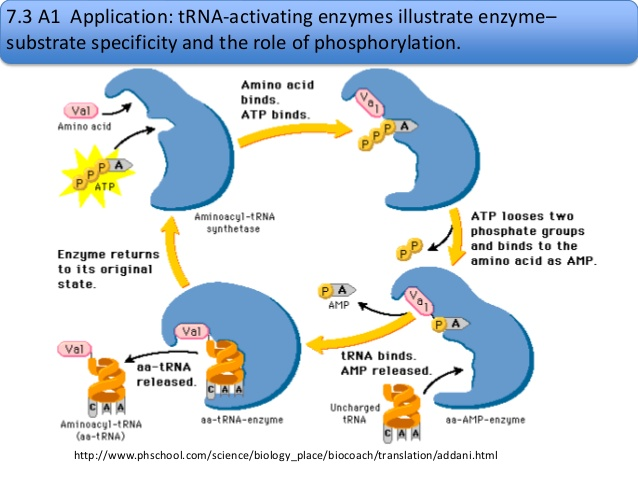 7.3 A1 Application: tRNA-activating enzymes illustrate enzyme–
substrate specificity and the role of phosphorylation.
Val
Amino acid
P P P A
ATP
Aminoacyl-tRNA
synthetase
Amino acid
binds.
ATP binds.
Val
P P P A
ATP looses two
phosphate groups
and binds to the
amino acid as AMP.
P P
Val
P A
aa-AMP-enzyme
P A
AMP
tRNA binds.
AMP released.
Uncharged
tRNA
C A A
Val
aa-tRNA-enzyme
C A A
aa-tRNA
released.
Val
C A A
Aminoacyl-tRNA
(aa-tRNA)
Enzyme returns
to its original
state.
http://www.phschool.com/science/biology_place/biocoach/translation/addani.html